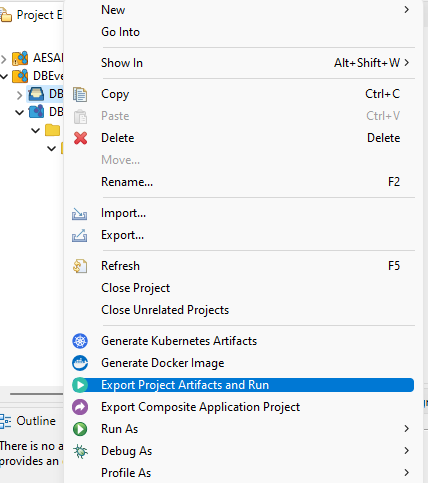 Project E
New
Go Into
Show In Alt+Shift+W
AESA
DBEve
Copy Ctrl+C
DB
Paste Ctrl+V
DB
Delete Delete
Move...
Rename... F2
Import...
Export...
Refresh F5
Close Project
Close Unrelated Projects
Generate Kubernetes Artifacts
Generate Docker Image
Export Project Artifacts and Run
Export Composite Application Project
Outline
Run As
There is no a
Debug As
provides an
Profile As